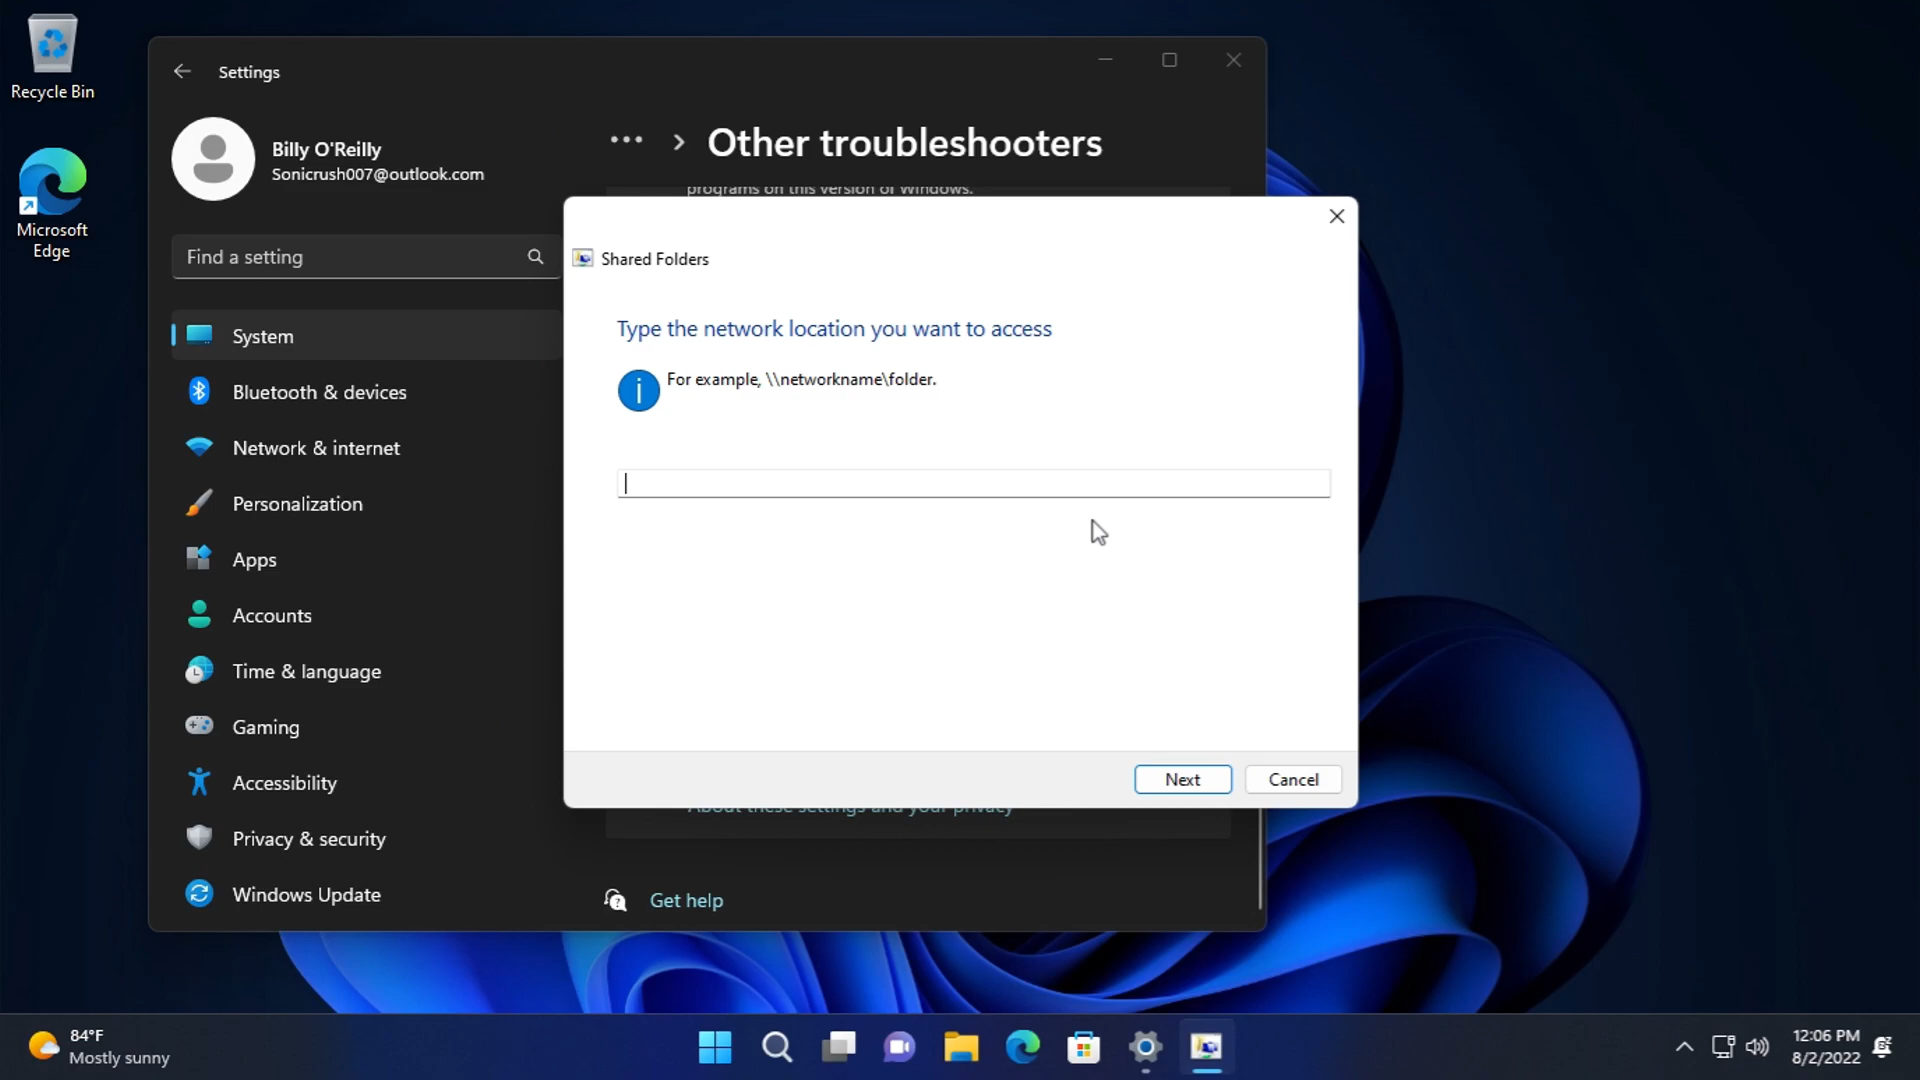 Recycle Bin
Microsoft
Edge
Settings
Billy O'Reilly
Sonicrush007@outlook.com
Find a setting
System
Bluetooth & devices
Network & internet
Personalization
Apps
Accounts
Time & language
Gaming
Accessibility
Privacy & security
Windows Update
... > Other troubleshooters
programs on this version of Windows.
Shared Folders
Type the network location you want to access
For example, \\networkname\folder.
Next
Cancel
About these settings and your privacy
Get help
84°F
Mostly sunny
12:06 PM
8/2/2022